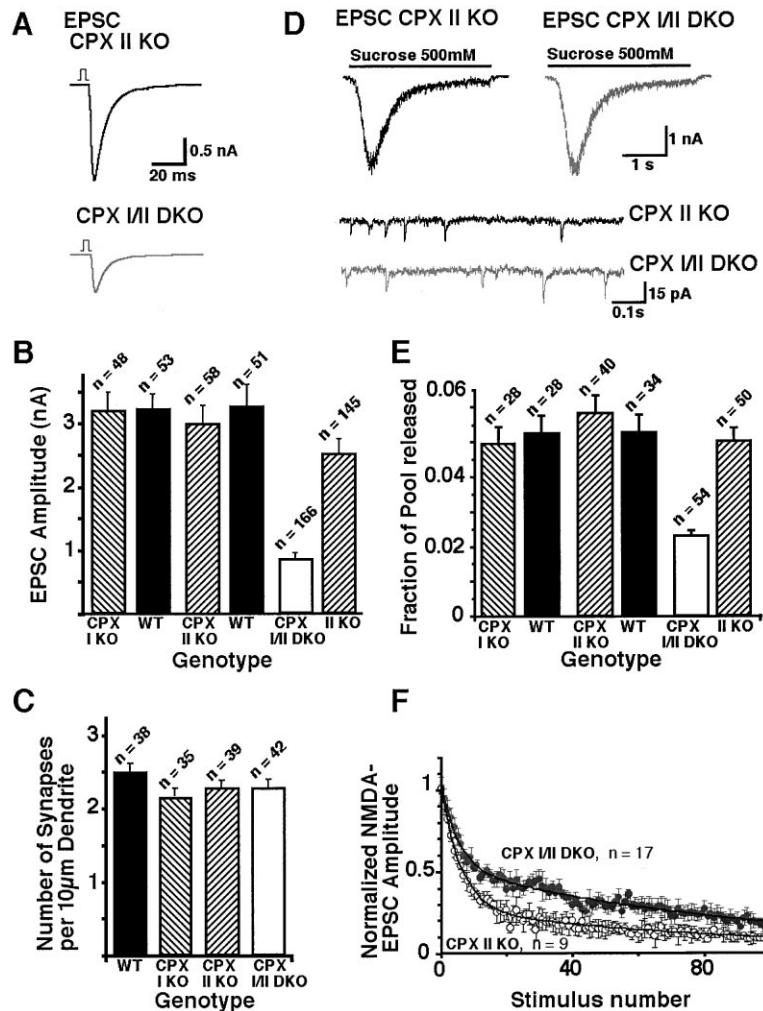 A
EPSC
CPX II KO
0.5 nA
20 ms
CPX I/II DKO
D
EPSC CPX II KO
EPSC CPX I/II DKO
Sucrose 500mM
Sucrose 500mM
1 nA
1 s
CPX II KO
CPX I/II DKO
15 pA
0.1s
B
EPSC Amplitude (nA)
3
2
1
n = 48
n = 53
n = 58
n = 51
n = 166
n = 145
CPX I KO
WT
CPX II KO
WT
CPX I/II DKO
II KO
Genotype
E
Fraction of Pool released
0.06
0.04
0.02
0
n = 28
n = 28
n = 40
n = 34
n = 54
n = 50
CPX I KO
WT
CPX II KO
WT
CPX I/II DKO
II KO
Genotype
C
Number of Synapses
per 10µm Dendrite
3
2
1
n = 38
n = 35
n = 39
n = 42
WT
CPX I KO
CPX II KO
CPX I/II DKO
Genotype
F
Normalized NMDA-
EPSC Amplitude
1
0.5
0
CPX I/II DKO, n = 17
CPX II KO, n = 9
0
40
80
Stimulus number